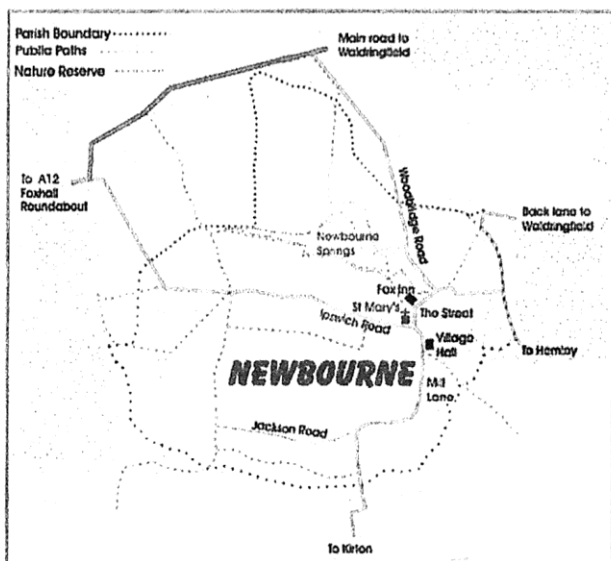 Parish Boundary
Public Paths
Nature Reserve
Main road to
Waldringfield
To A12
Foxhall
Roundabout
Woodbridge Road
Back lane to
Waldringfield
Newbourne
Springs
Fox Inn
St Mary's
The Street
Ipswich Road
Village
Hall
To Hemley
NEWBOURNE
Mill
Lane
Jackson Road
To Kirton